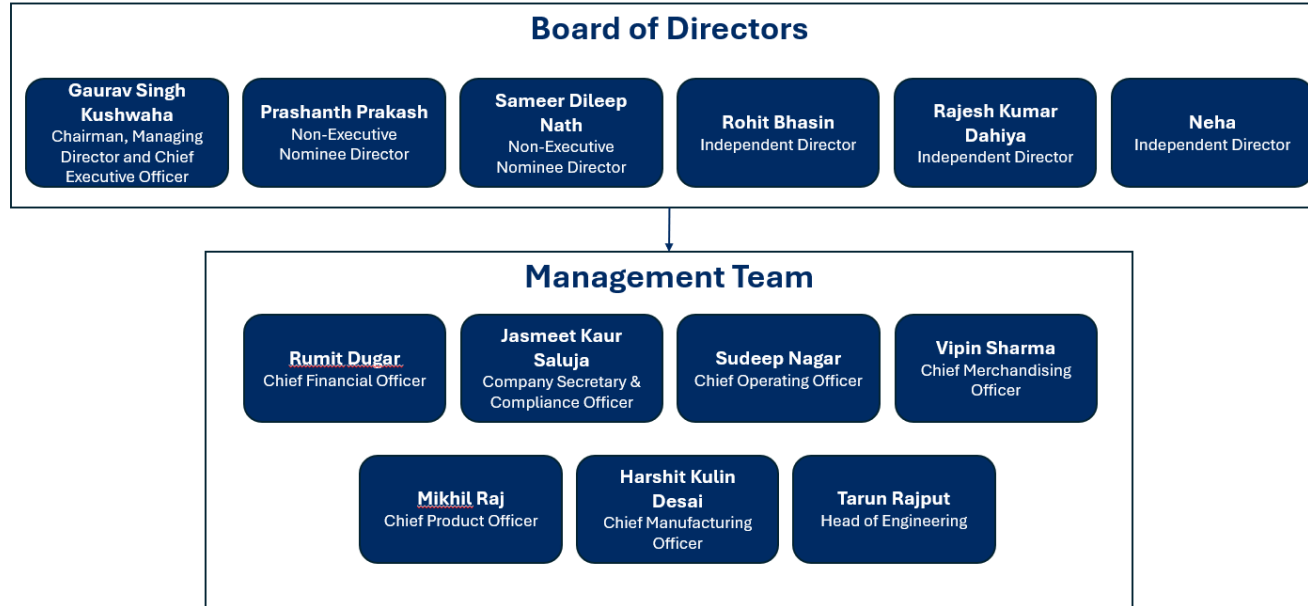 Board of Directors
Gaurav Singh
Kushwaha
Chairman, Managing
Director and Chief
Executive Officer
Prashanth Prakash
Non-Executive
Nominee Director
Sameer Dileep
Nath
Non-Executive
Nominee Director
Rohit Bhasin
Independent Director
Rajesh Kumar
Dahiya
Independent Director
Neha
Independent Director
Management Team
Rumit Dugar
Chief Financial Officer
Jasmeet Kaur
Saluja
Company Secretary &
Compliance Officer
Sudeep Nagar
Chief Operating Officer
Vipin Sharma
Chief Merchandising
Officer
Mikhil Raj
Chief Product Officer
Harshit Kulin
Desai
Chief Manufacturing
Officer
Tarun Rajput
Head of Engineering